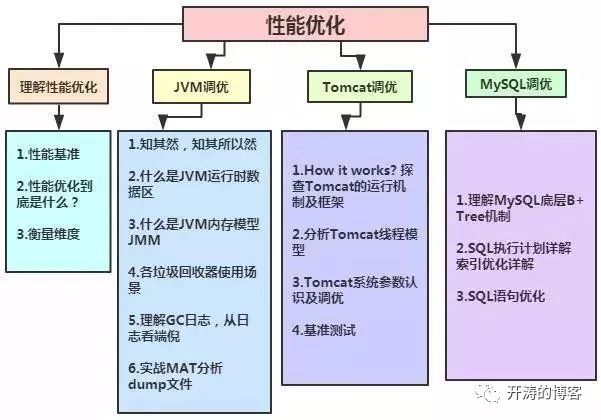 性能优化
理解性能优化
JVM调优
Tomcat调优
MySQL调优
1.性能基准
2.性能优化到
底是什么？
3.衡量维度
1.知其然，知其所以然
2.什么是JVM运行时数
据区
3.什么是JVM内存模型
JMM
4.各垃圾回收器使用场
景
5.理解GC日志，从日
志看端倪
6.实战MAT分析
dump文件
1.How it works? 探
查Tomcat的运行机
制及框架
2.分析Tomcat线程模
型
3.Tomcat系统参数认
识及调优
4.基准测试
1.理解MySQL底层B+
Tree机制
2.SQL执行计划详解
索引优化详解
3.SQL语句优化
开涛的博客